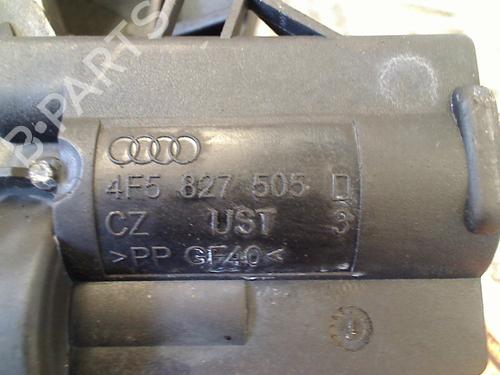 4F5 827 505 D
CZ UST 3
>PP GF40<
B-PARTS